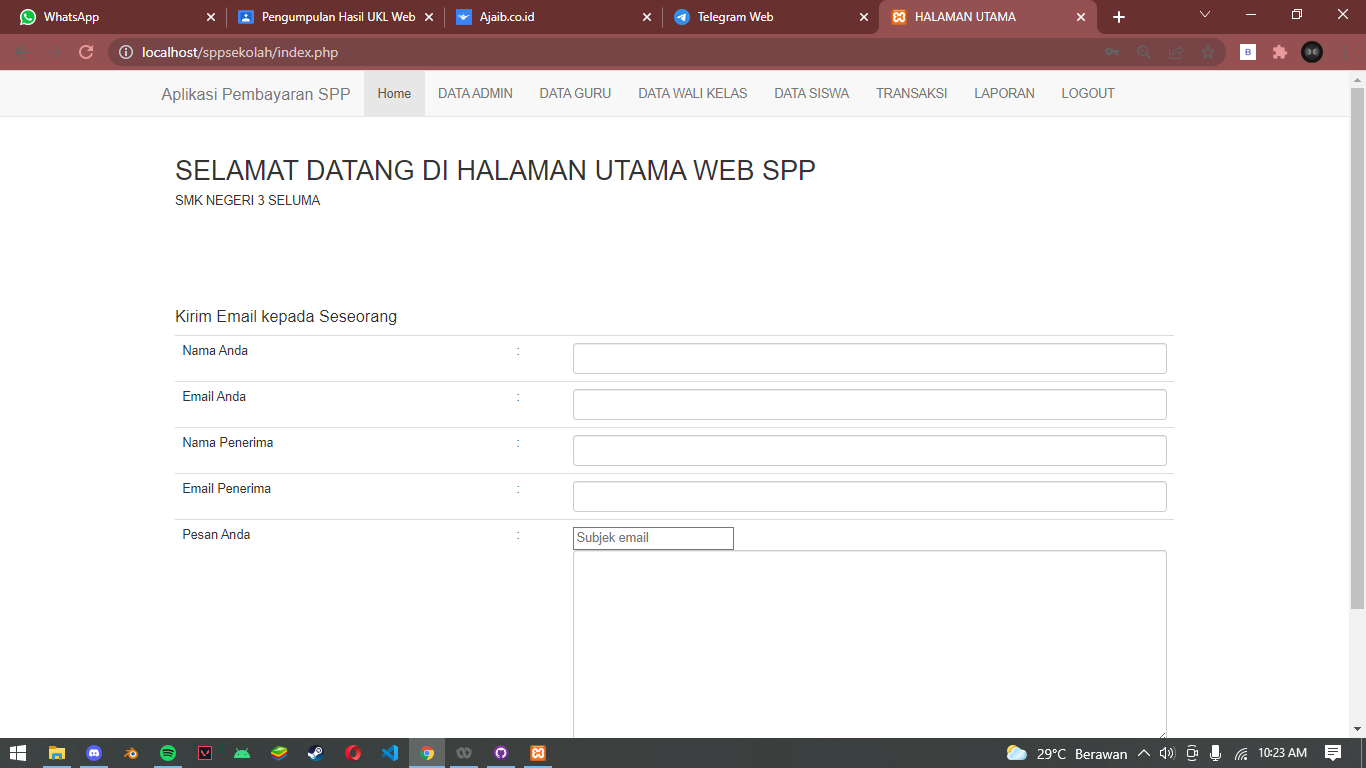 WhatsApp
Pengumpulan Hasil UKL Web
Ajaib.co.id
Telegram Web
HALAMAN UTAMA
localhost/sppsekolah/index.php
B
Aplikasi Pembayaran SPP
Home
DATA ADMIN
DATA GURU
DATA WALI KELAS
DATA SISWA
TRANSAKSI
LAPORAN
LOGOUT
SELAMAT DATANG DI HALAMAN UTAMA WEB SPP
SMK NEGERI 3 SELUMA
Kirim Email kepada Seseorang
Nama Anda :
Email Anda :
Nama Penerima :
Email Penerima :
Pesan Anda :
Subjek email
29°C Berawan
10:23 AM